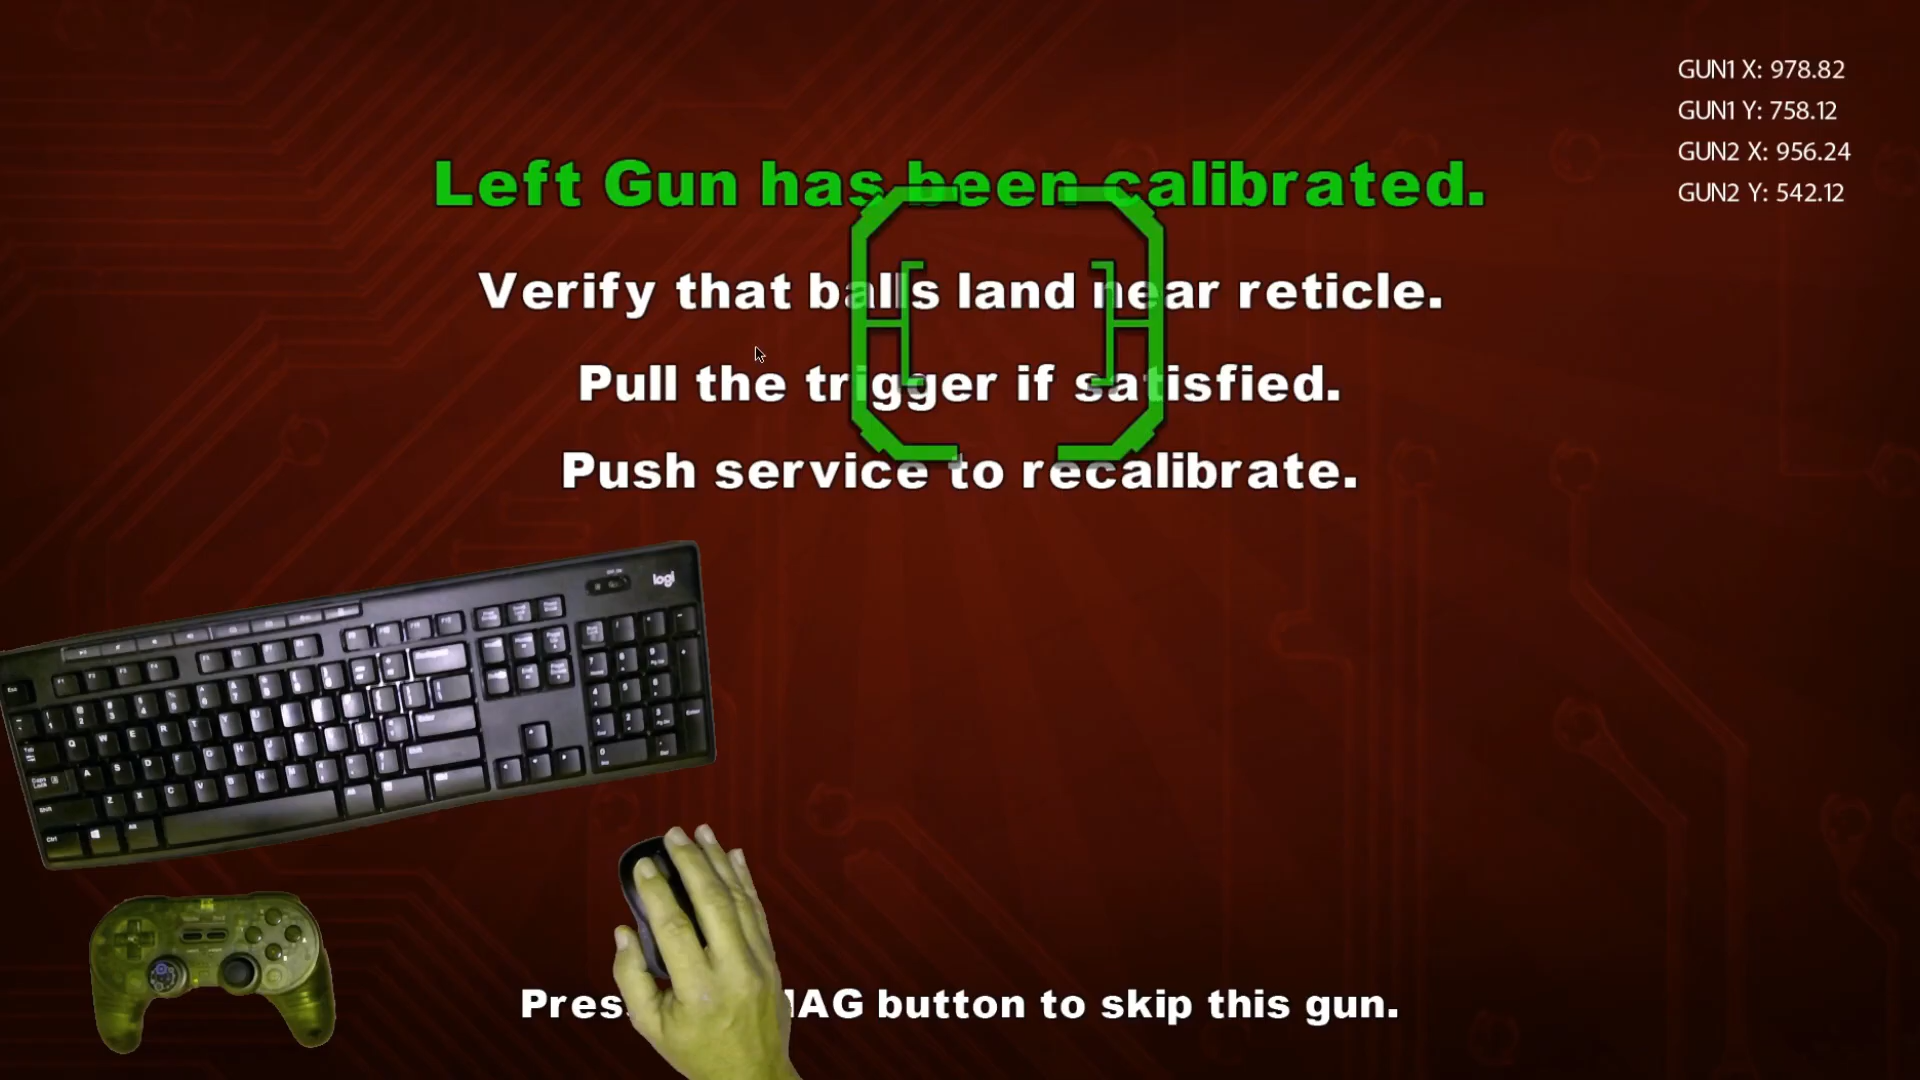 GUN1 X: 978.82
GUN1 Y: 758.12
GUN2 X: 956.24
GUN2 Y: 542.12
Left Gun has been calibrated.
Verify that balls land near reticle.
Pull the trigger if satisfied.
Push service to recalibrate.
logi
button to skip this gun.